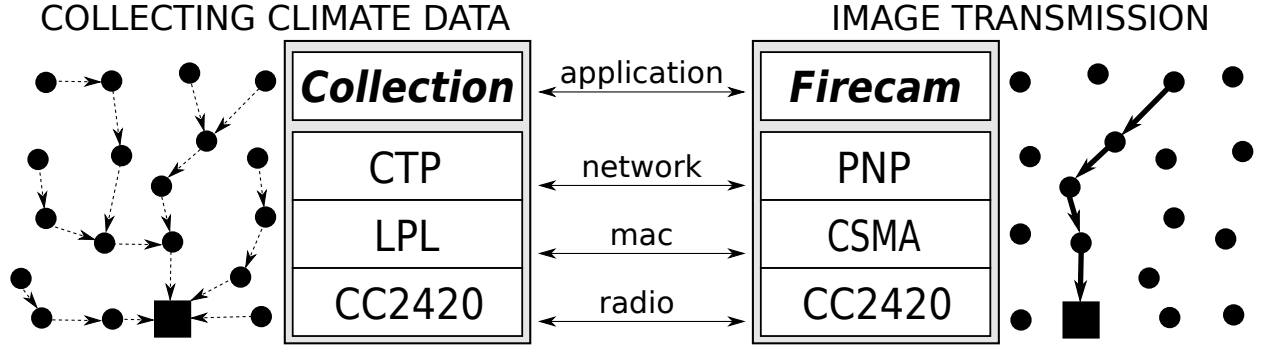 COLLECTING CLIMATE DATA
IMAGE TRANSMISSION
Collection
application
Firecam
CTP
network
PNP
LPL
mac
CSMA
CC2420
radio
CC2420